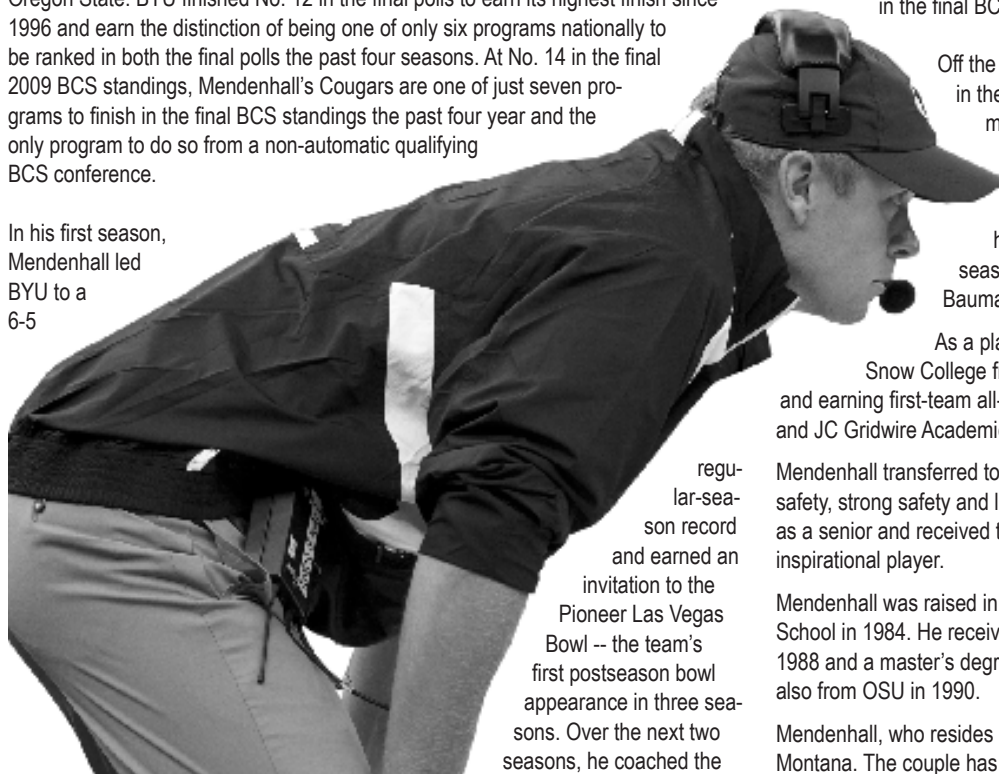 Oregon State. BYU finished No. 12 in the final polls to earn its highest finish since
1996 and earn the distinction of being one of only six programs nationally to
be ranked in both the final polls the past four seasons. At No. 14 in the final
2009 BCS standings, Mendenhall's Cougars are one of just seven pro-
grams to finish in the final BCS standings the past four year and the
only program to do so from a non-automatic qualifying
BCS conference.
In his first season,
Mendenhall led
BYU to a
6-5
regu-
lar-sea-
son record
and earned an
invitation to the
Pioneer Las Vegas
Bowl -- the team's
first postseason bowl
appearance in three sea-
sons. Over the next two
seasons, he coached the
in the final BC
Off the
in the
m
h
seas
Bauma
As a pla
Snow College fi
and earning first-team all-
and JC Gridwire Academi
Mendenhall transferred to
safety, strong safety and l
as a senior and received t
inspirational player.
Mendenhall was raised in
School in 1984. He receiv
1988 and a master's degr
also from OSU in 1990.
Mendenhall, who resides
Montana. The couple has